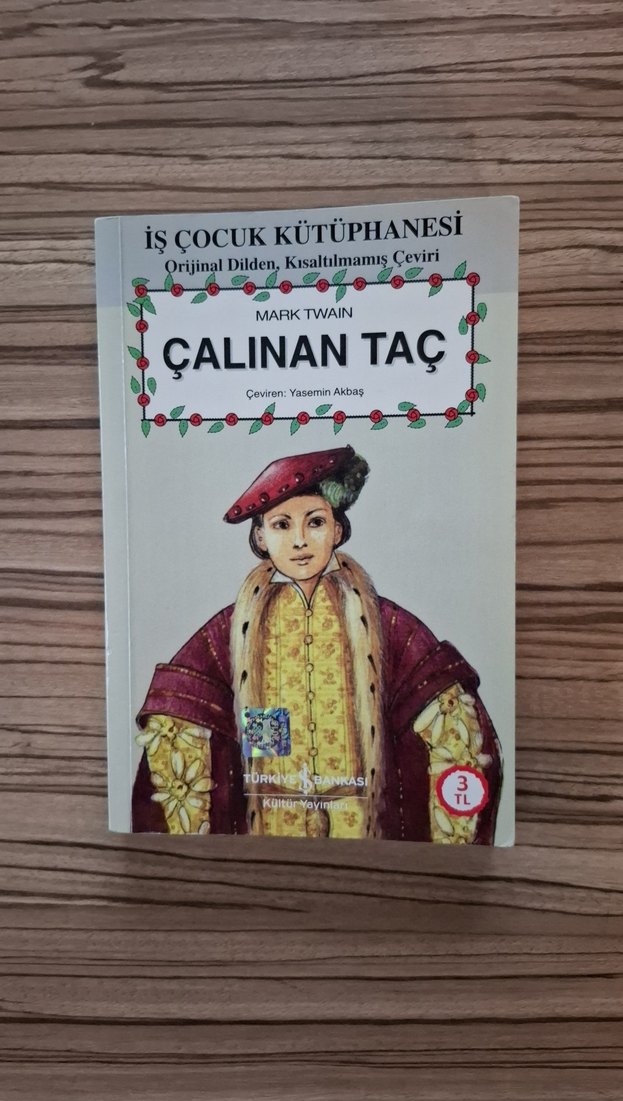 İŞ ÇOCUK KÜTÜPHANESİ
Orijinal Dilden, Kısaltılmamış Çeviri
MARK TWAIN
ÇALINAN TAÇ
Çeviren: Yasemin Akbaş
TÜRKİYE İŞ BANKASI
Kültür Yayınları
3
TL